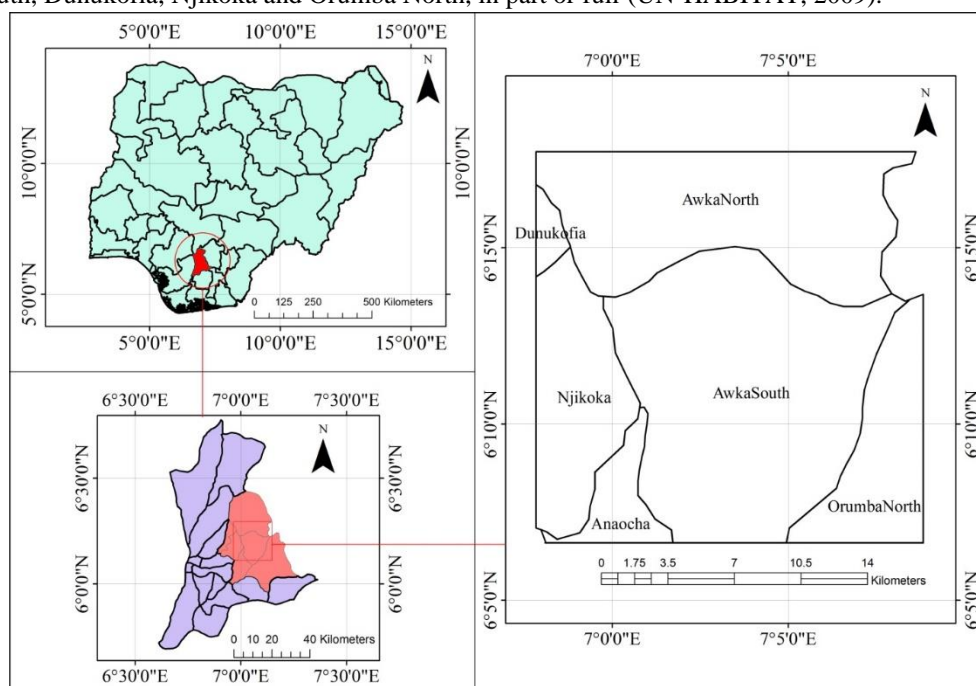 uth, Dunukofia, Njikoka and Orumba North, in part or full (UN-HABITAT, 2009).
5°0'0"E 10°0'0"E 15°0'0"E
N
10°0'0"N 10°0'0"N
5°0'0"N 5°0'0"N
0 125 250 500 Kilometers
5°0'0"E 10°0'0"E 15°0'0"E
6°30'0"E 7°0'0"E 7°30'0"E
N
6°30'0"N 6°30'0"N
6°0'0"N 6°0'0"N
0 10 20 40 Kilometers
6°30'0"E 7°0'0"E 7°30'0"E
7°0'0"E 7°5'0"E
N
AwkaNorth
Dunukofia
6°15'0"N 6°15'0"N
Njikoka
AwkaSouth
6°10'0"N 6°10'0"N
Anaocha
OrumbaNorth
0 1.75 3.5 7 10.5 14
Kilometers
6°5'0"N 6°5'0"N
7°0'0"E 7°5'0"E